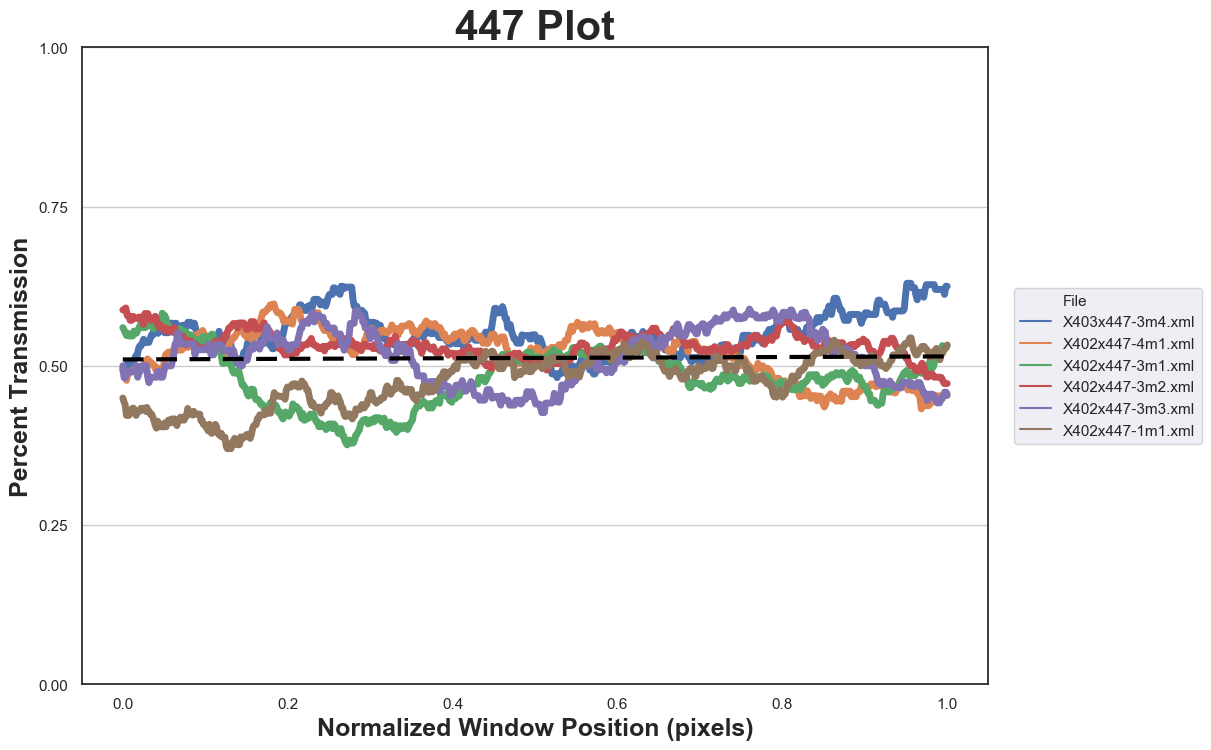 447 Plot
Percent Transmission
1.00
0.75
0.50
0.25
0.00
0.0 0.2 0.4 0.6 0.8 1.0
Normalized Window Position (pixels)
File
X403x447-3m4.xml
X402x447-4m1.xml
X402x447-3m1.xml
X402x447-3m2.xml
X402x447-3m3.xml
X402x447-1m1.xml